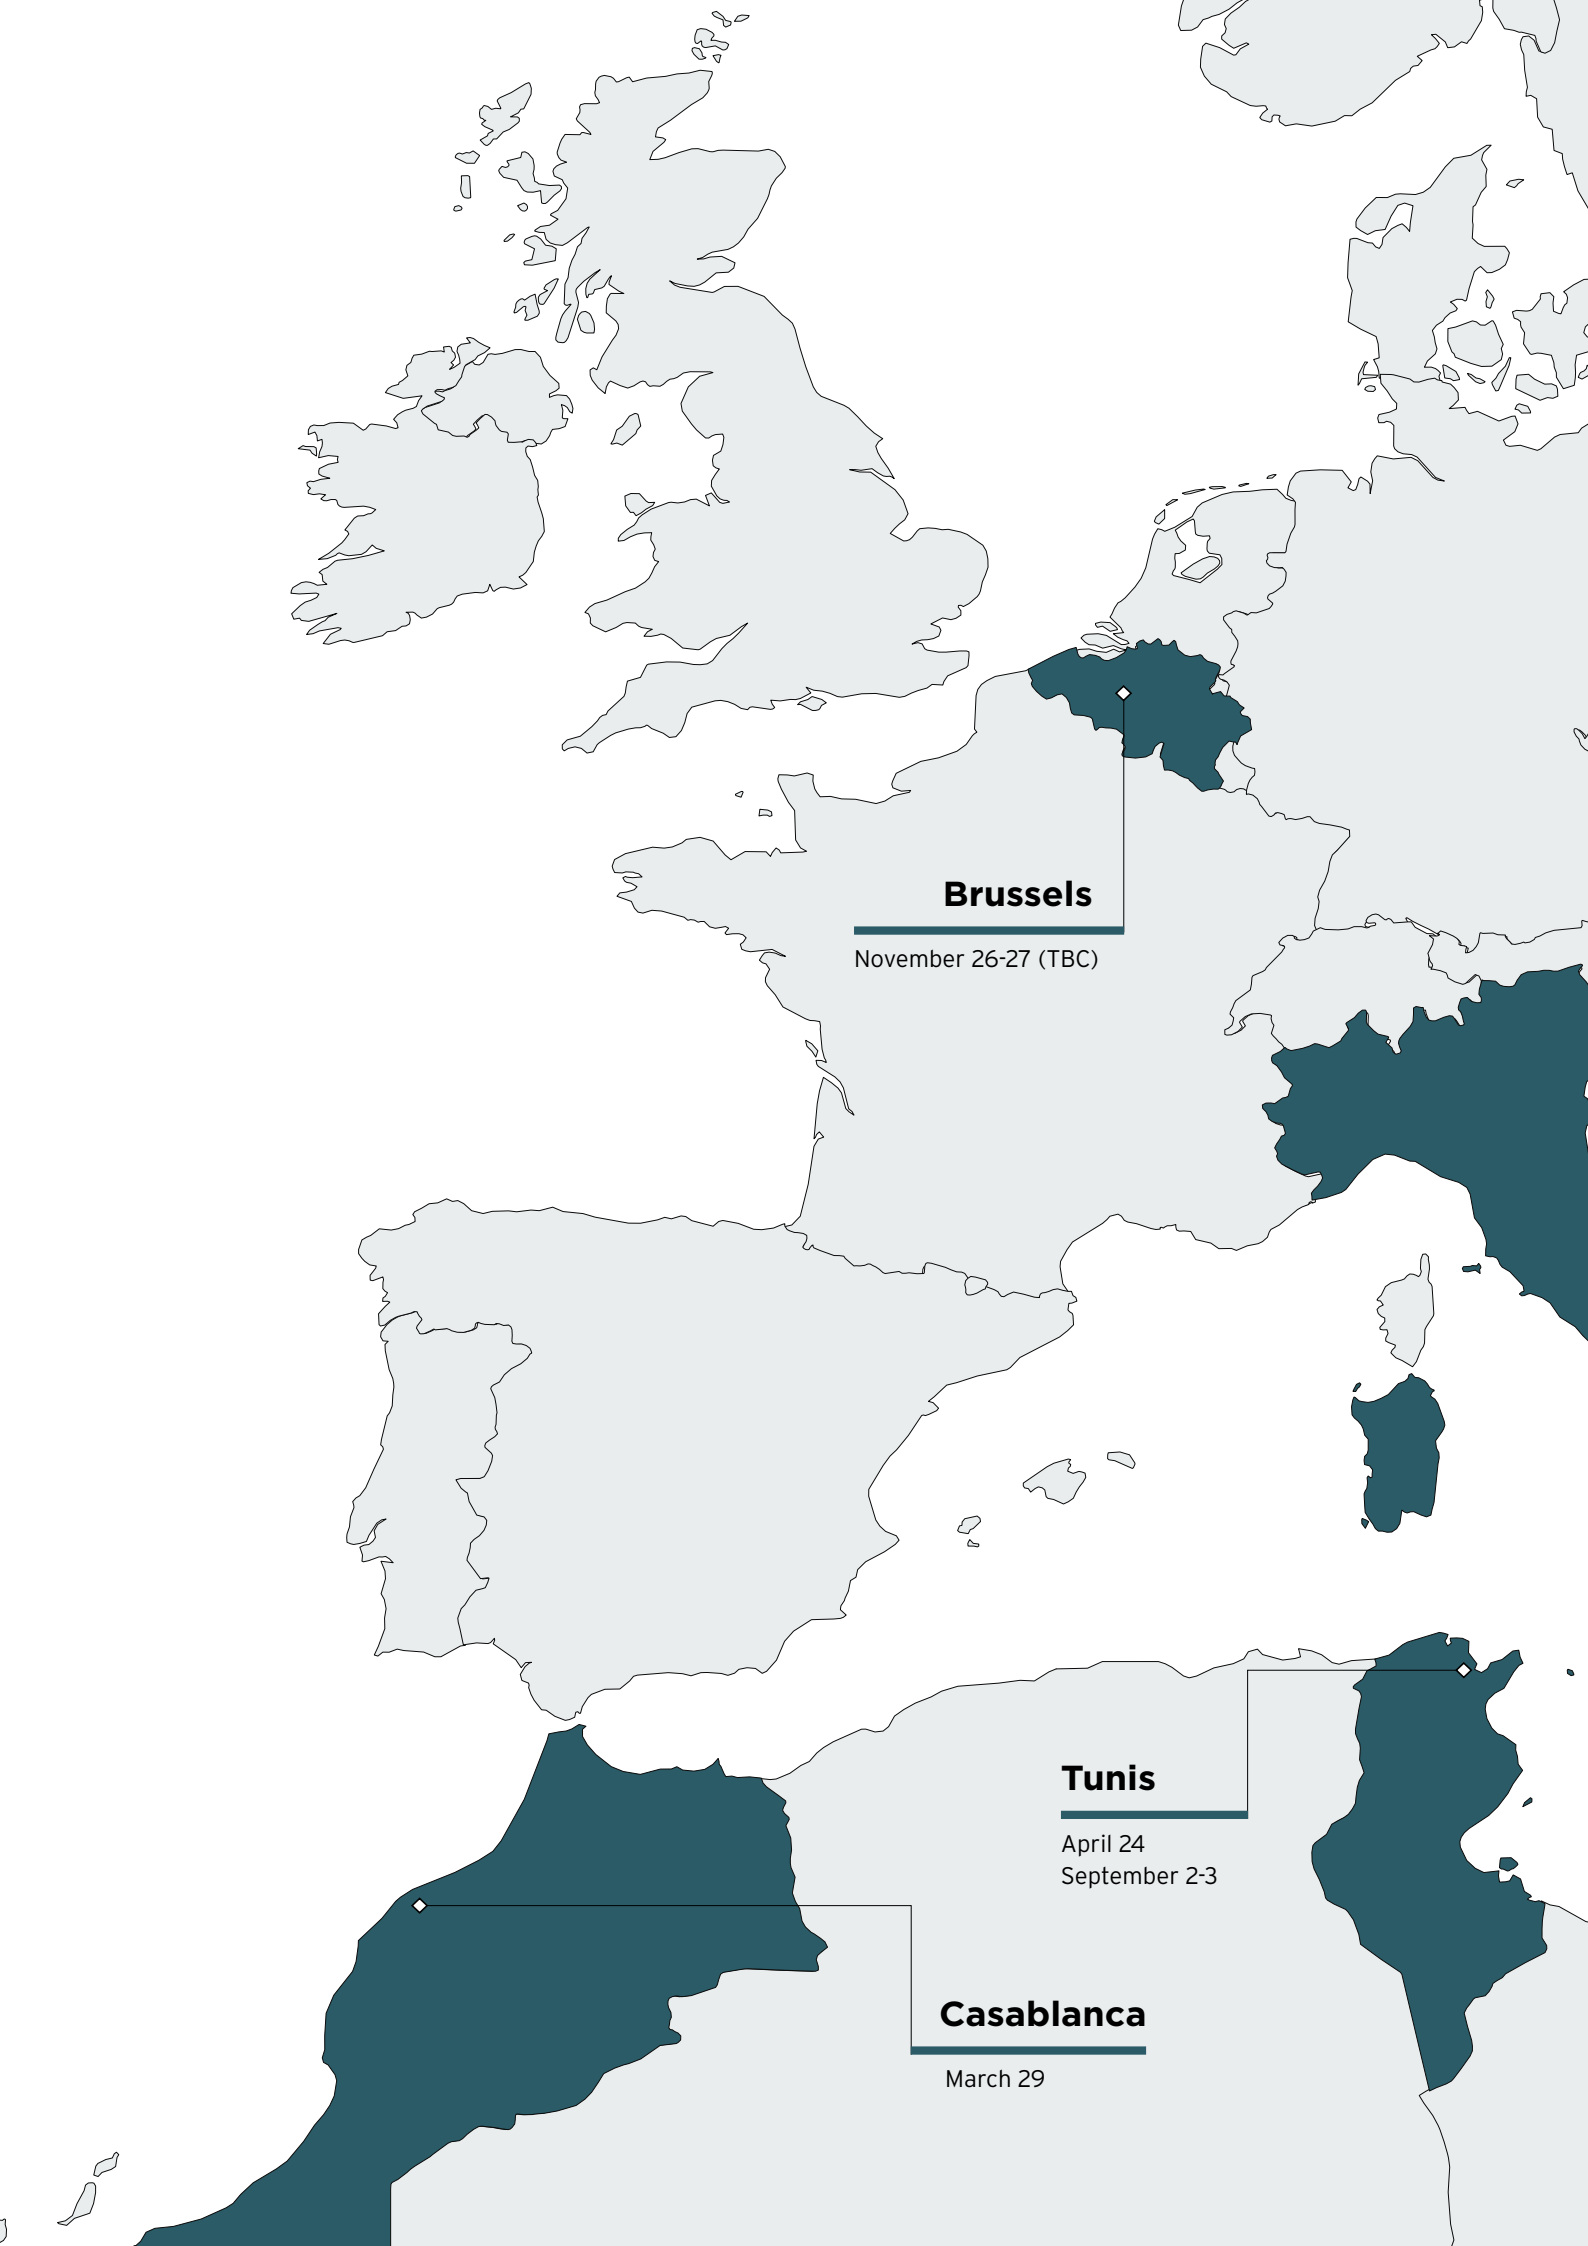 Brussels
November 26-27 (TBC)
Tunis
April 24
September 2-3
Casablanca
March 29